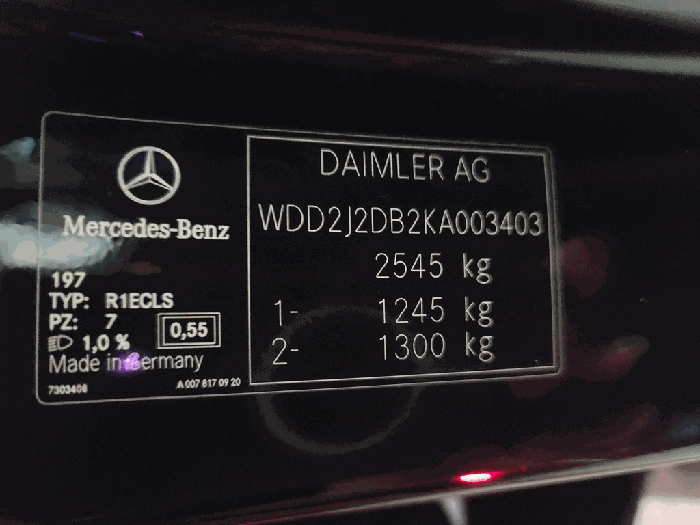 Mercedes-Benz
197
TYP: R1ECLS
PZ: 7
1,0 %
0,55
Made in Germany
7303408
A 007 817 09 20
DAIMLER AG
WDD2J2DB2KA003403
2545 kg
1- 1245 kg
2- 1300 kg